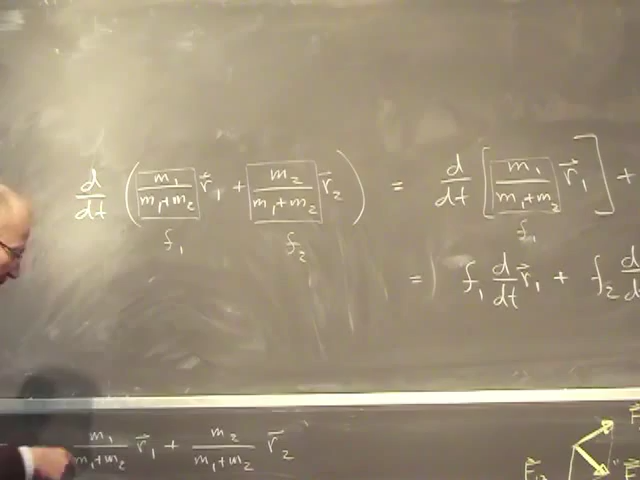 d/dt ( m₁/(m₁+m₂) r⃗₁ + m₂/(m₁+m₂) r⃗₂ ) = d/dt [ m₁/(m₁+m₂) r⃗₁ ] +
f₁ f₂ f₁
= f₁ d/dt r⃗₁ + f₂ d/d
m₁/(m₁+m₂) r⃗₁ + m₂/(m₁+m₂) r⃗₂